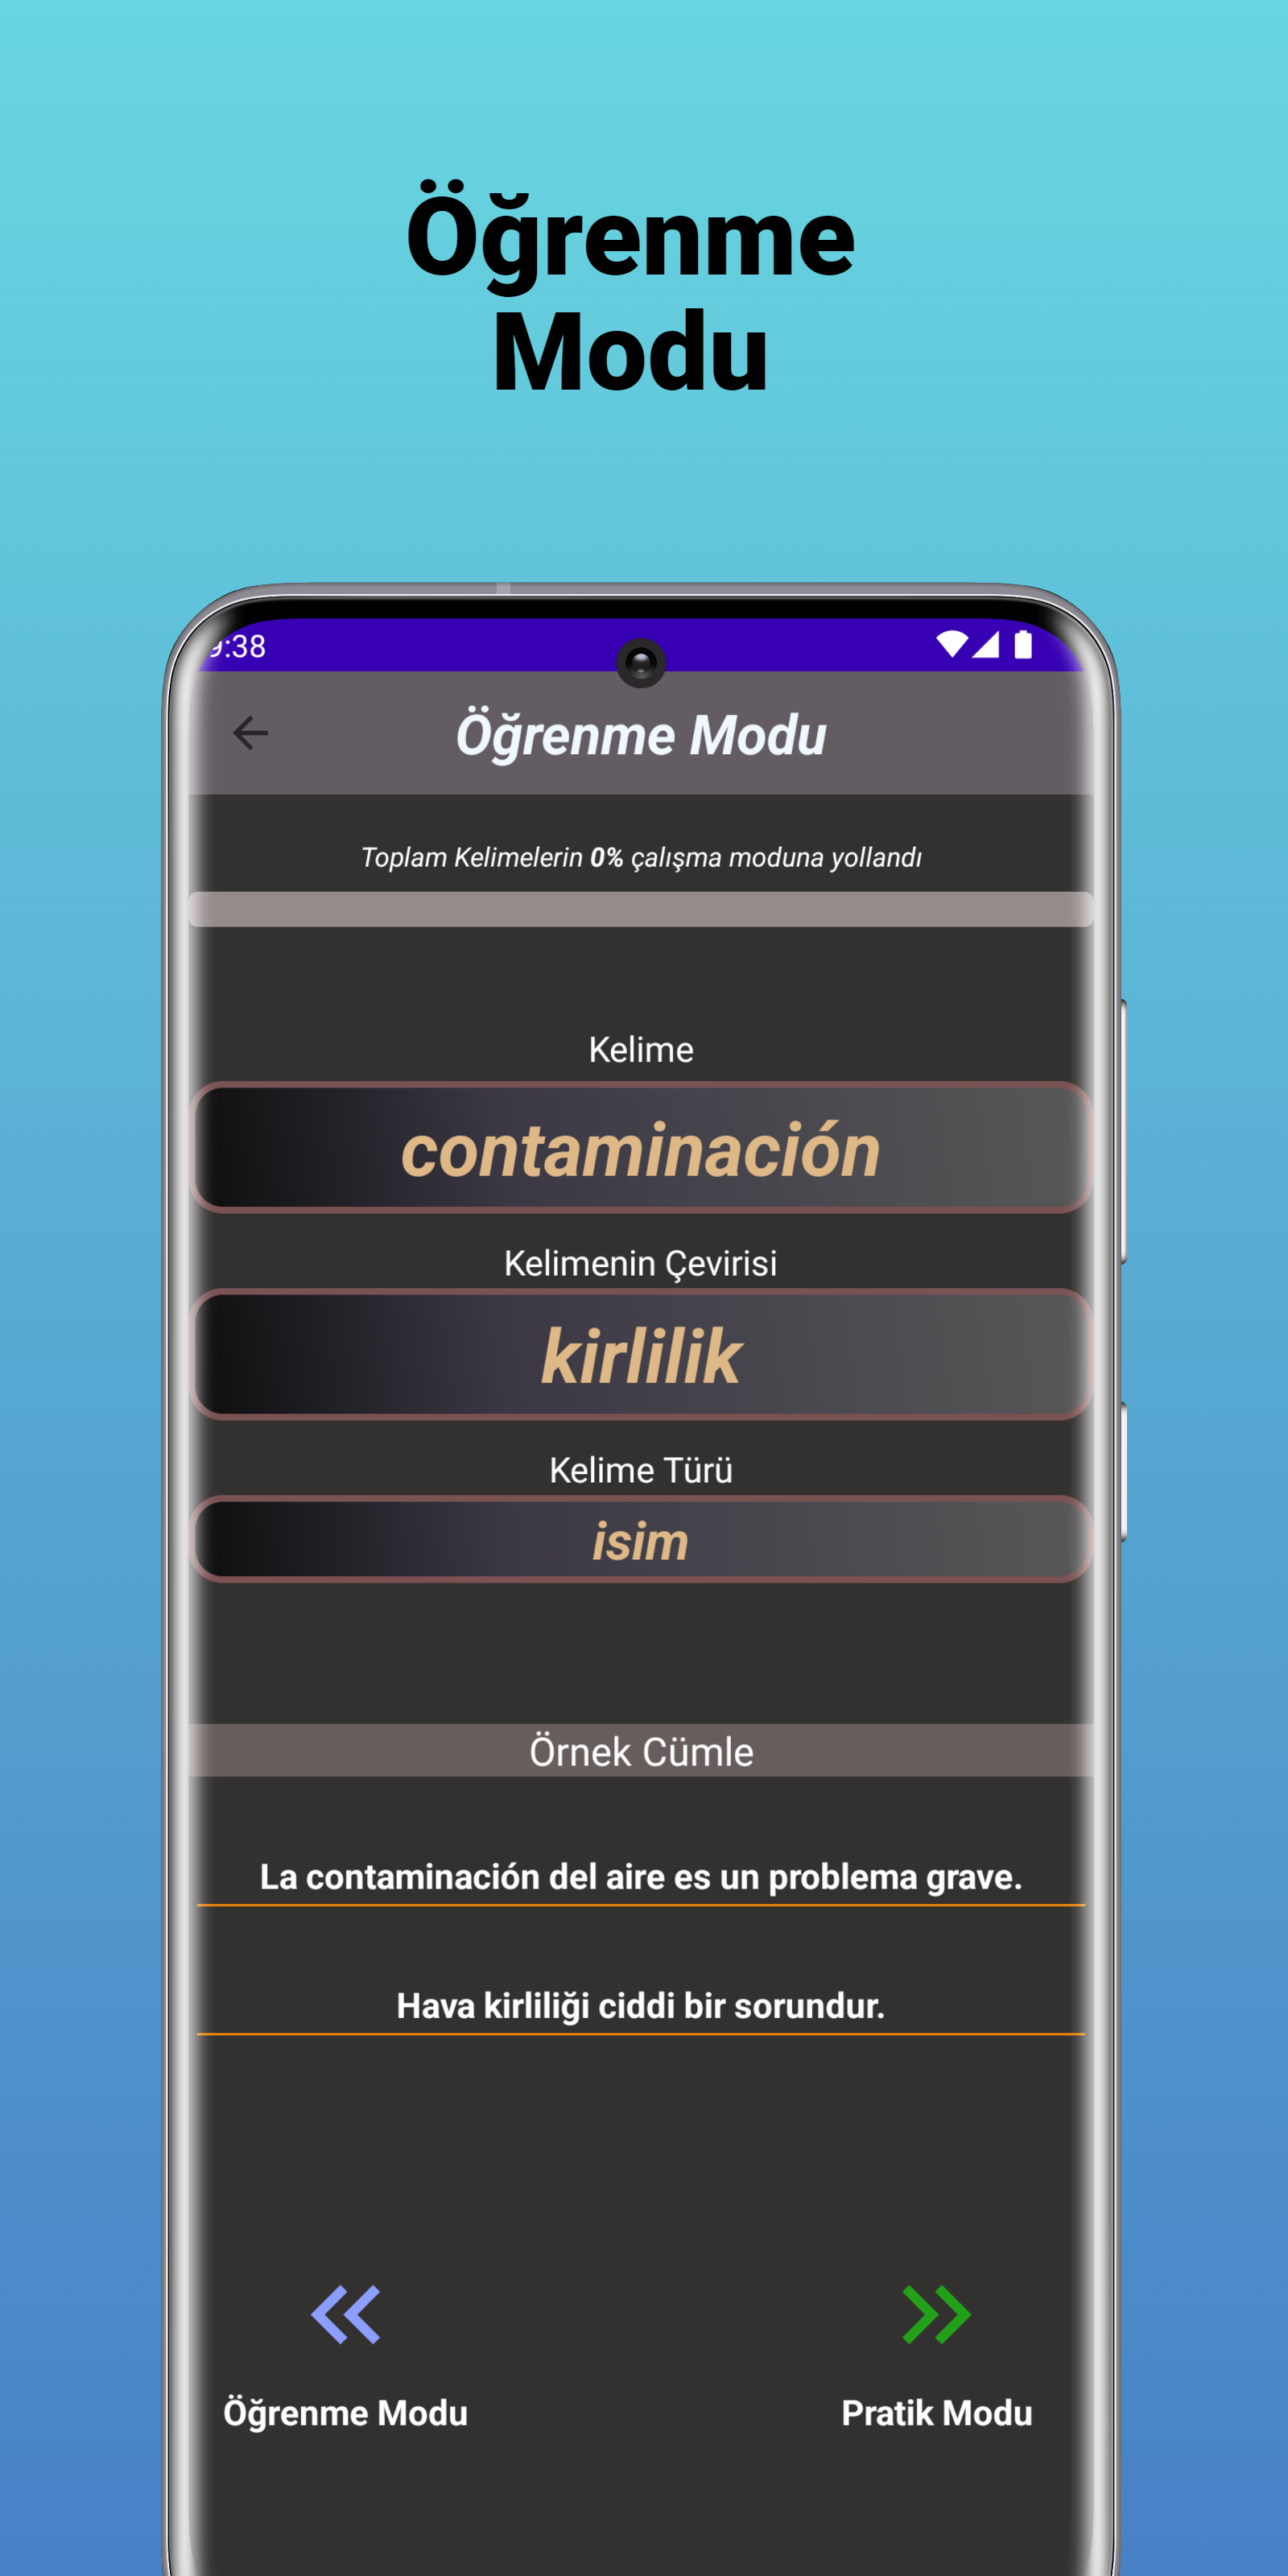 Öğrenme
Modu
9:38
Öğrenme Modu
Toplam Kelimelerin 0% çalışma moduna yollandı
Kelime
contaminación
Kelimenin Çevirisi
kirlilik
Kelime Türü
isim
Örnek Cümle
La contaminación del aire es un problema grave.
Hava kirliliği ciddi bir sorundur.
Öğrenme Modu
Pratik Modu